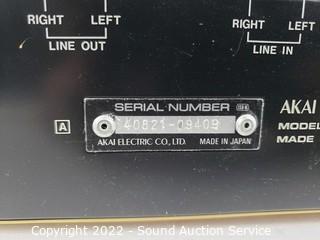 RIGHT LEFT
LINE OUT
RIGHT LEFT
LINE IN
SERIAL NUMBER
A
40821-09409
AKAI ELECTRIC CO., LTD. MADE IN JAPAN
AKAI
MODEL
MADE
Copyright 2022 - Sound Auction Service